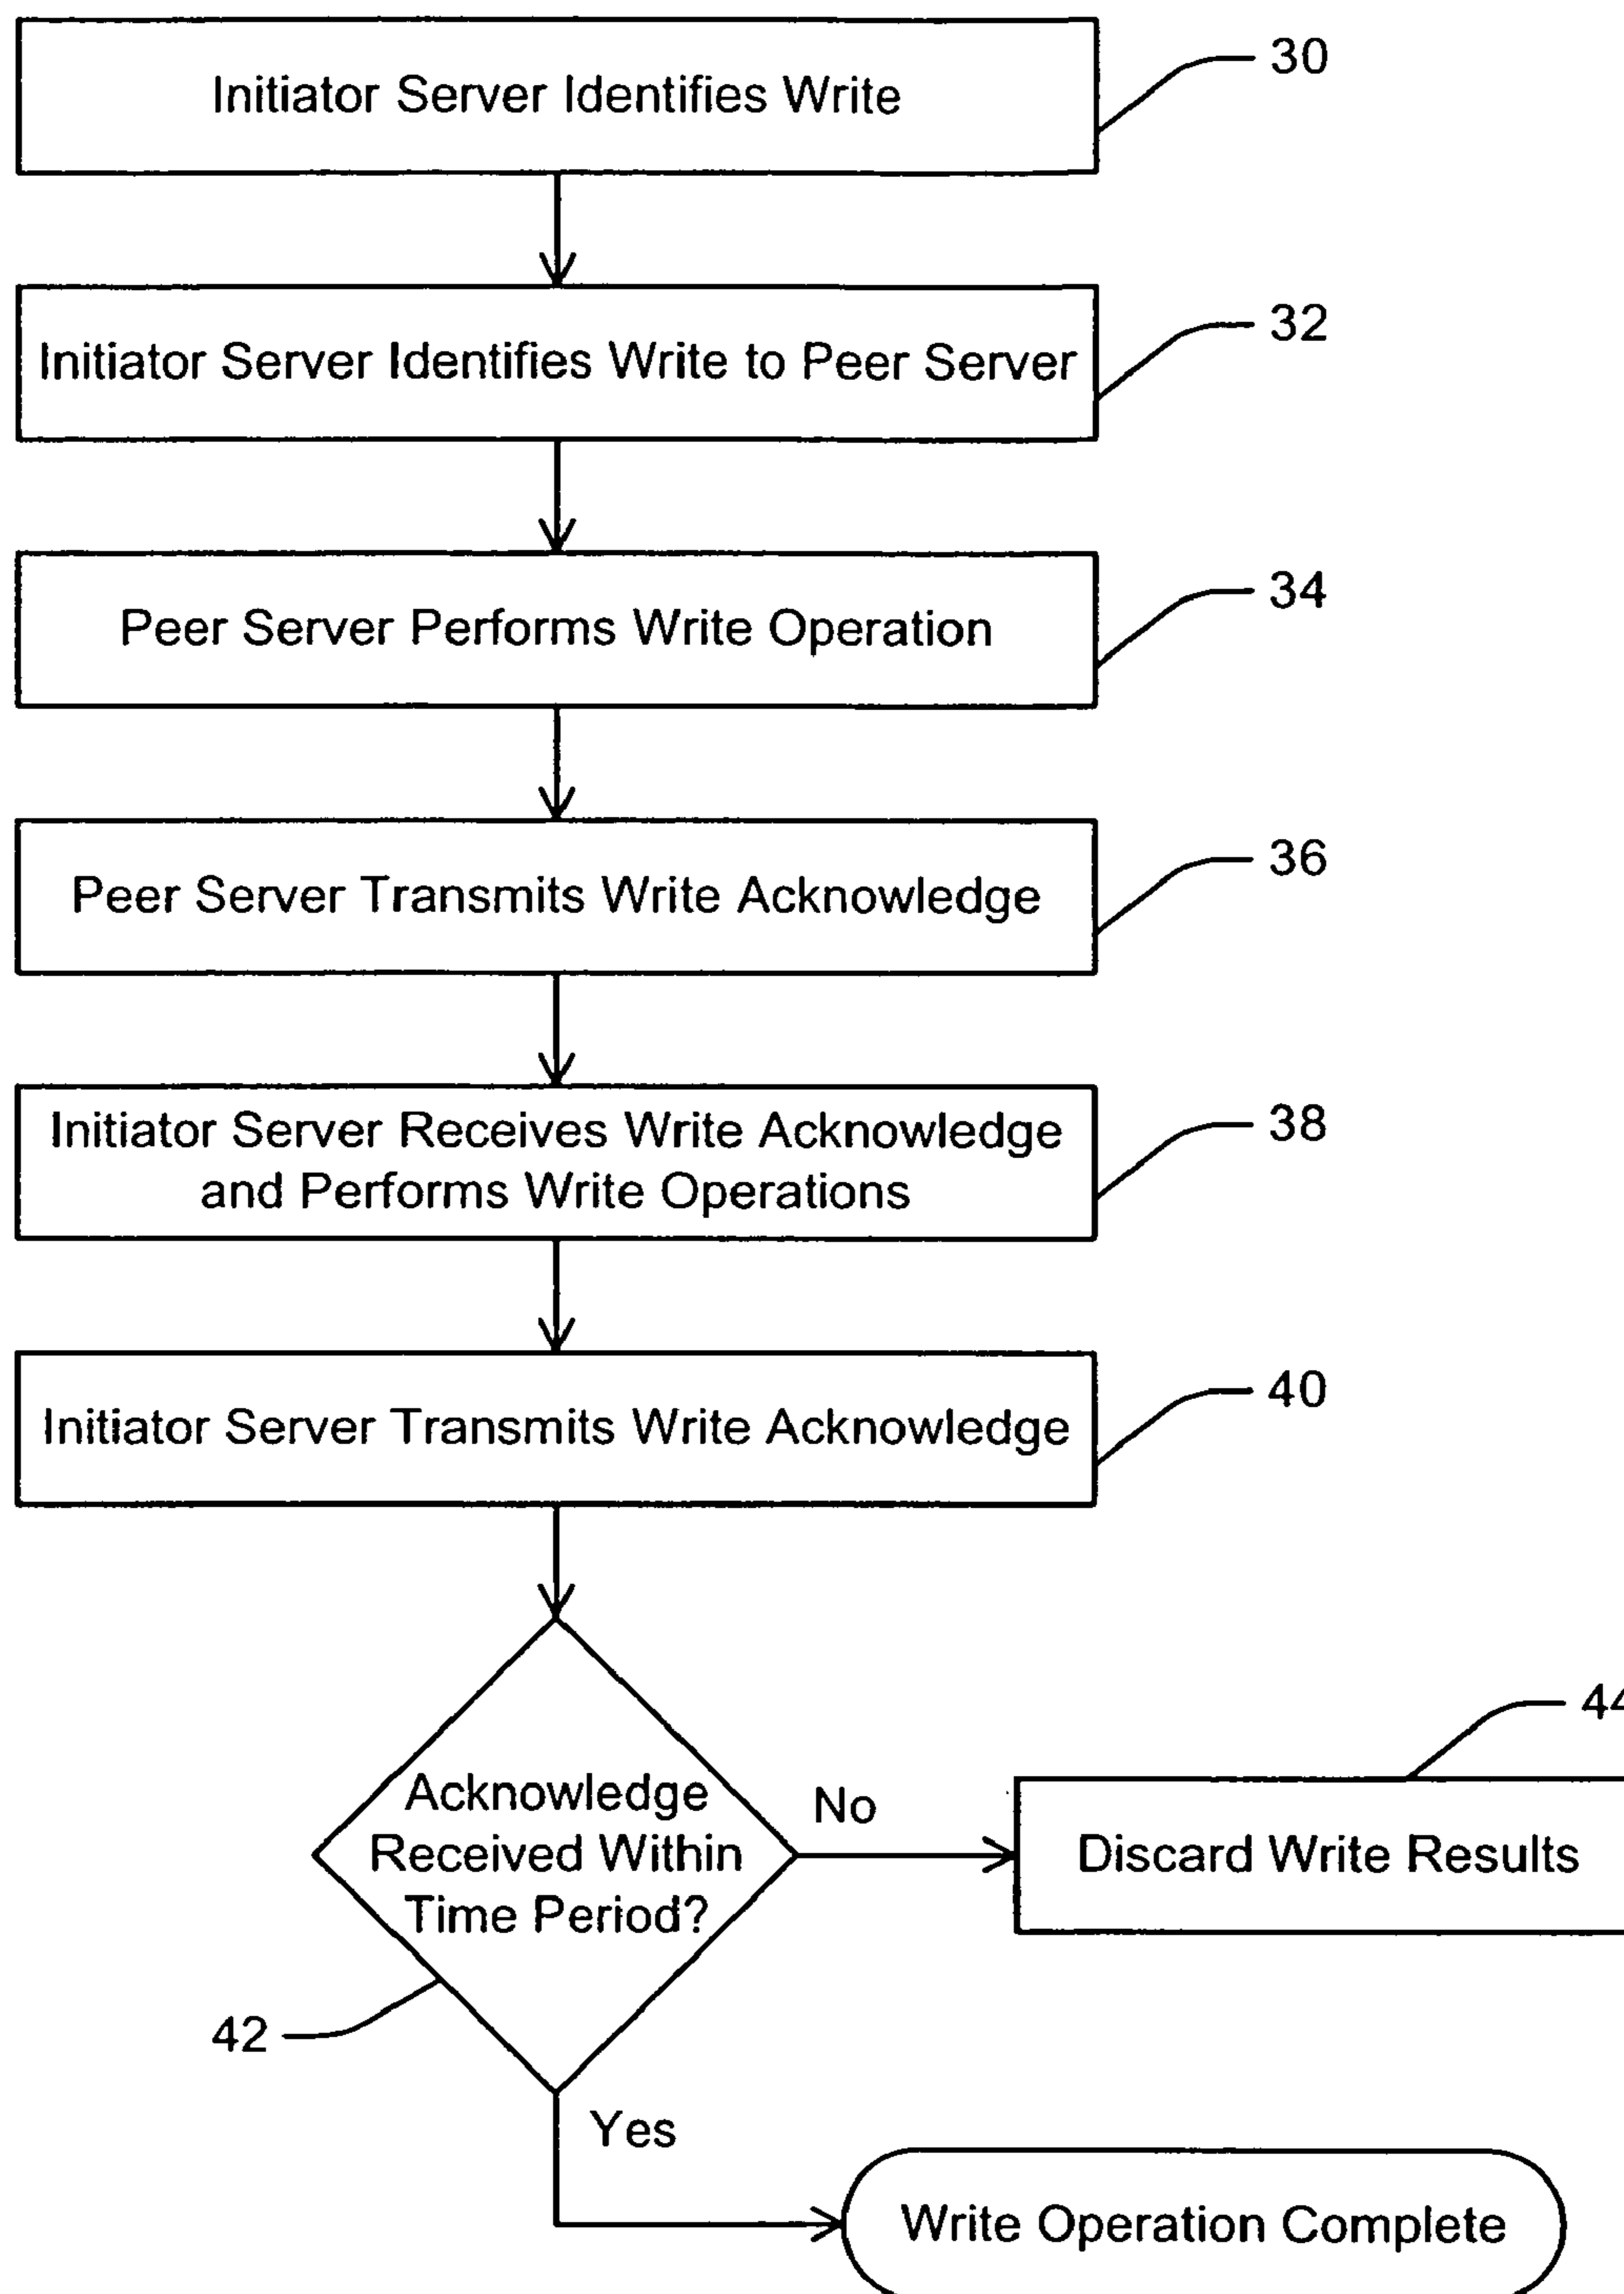 Initiator Server Identifies Write
30
Initiator Server Identifies Write to Peer Server
32
Peer Server Performs Write Operation
34
Peer Server Transmits Write Acknowledge
36
Initiator Server Receives Write Acknowledge
and Performs Write Operations
38
Initiator Server Transmits Write Acknowledge
40
Acknowledge
Received Within
Time Period?
42
No
44
Discard Write Results
Yes
Write Operation Complete